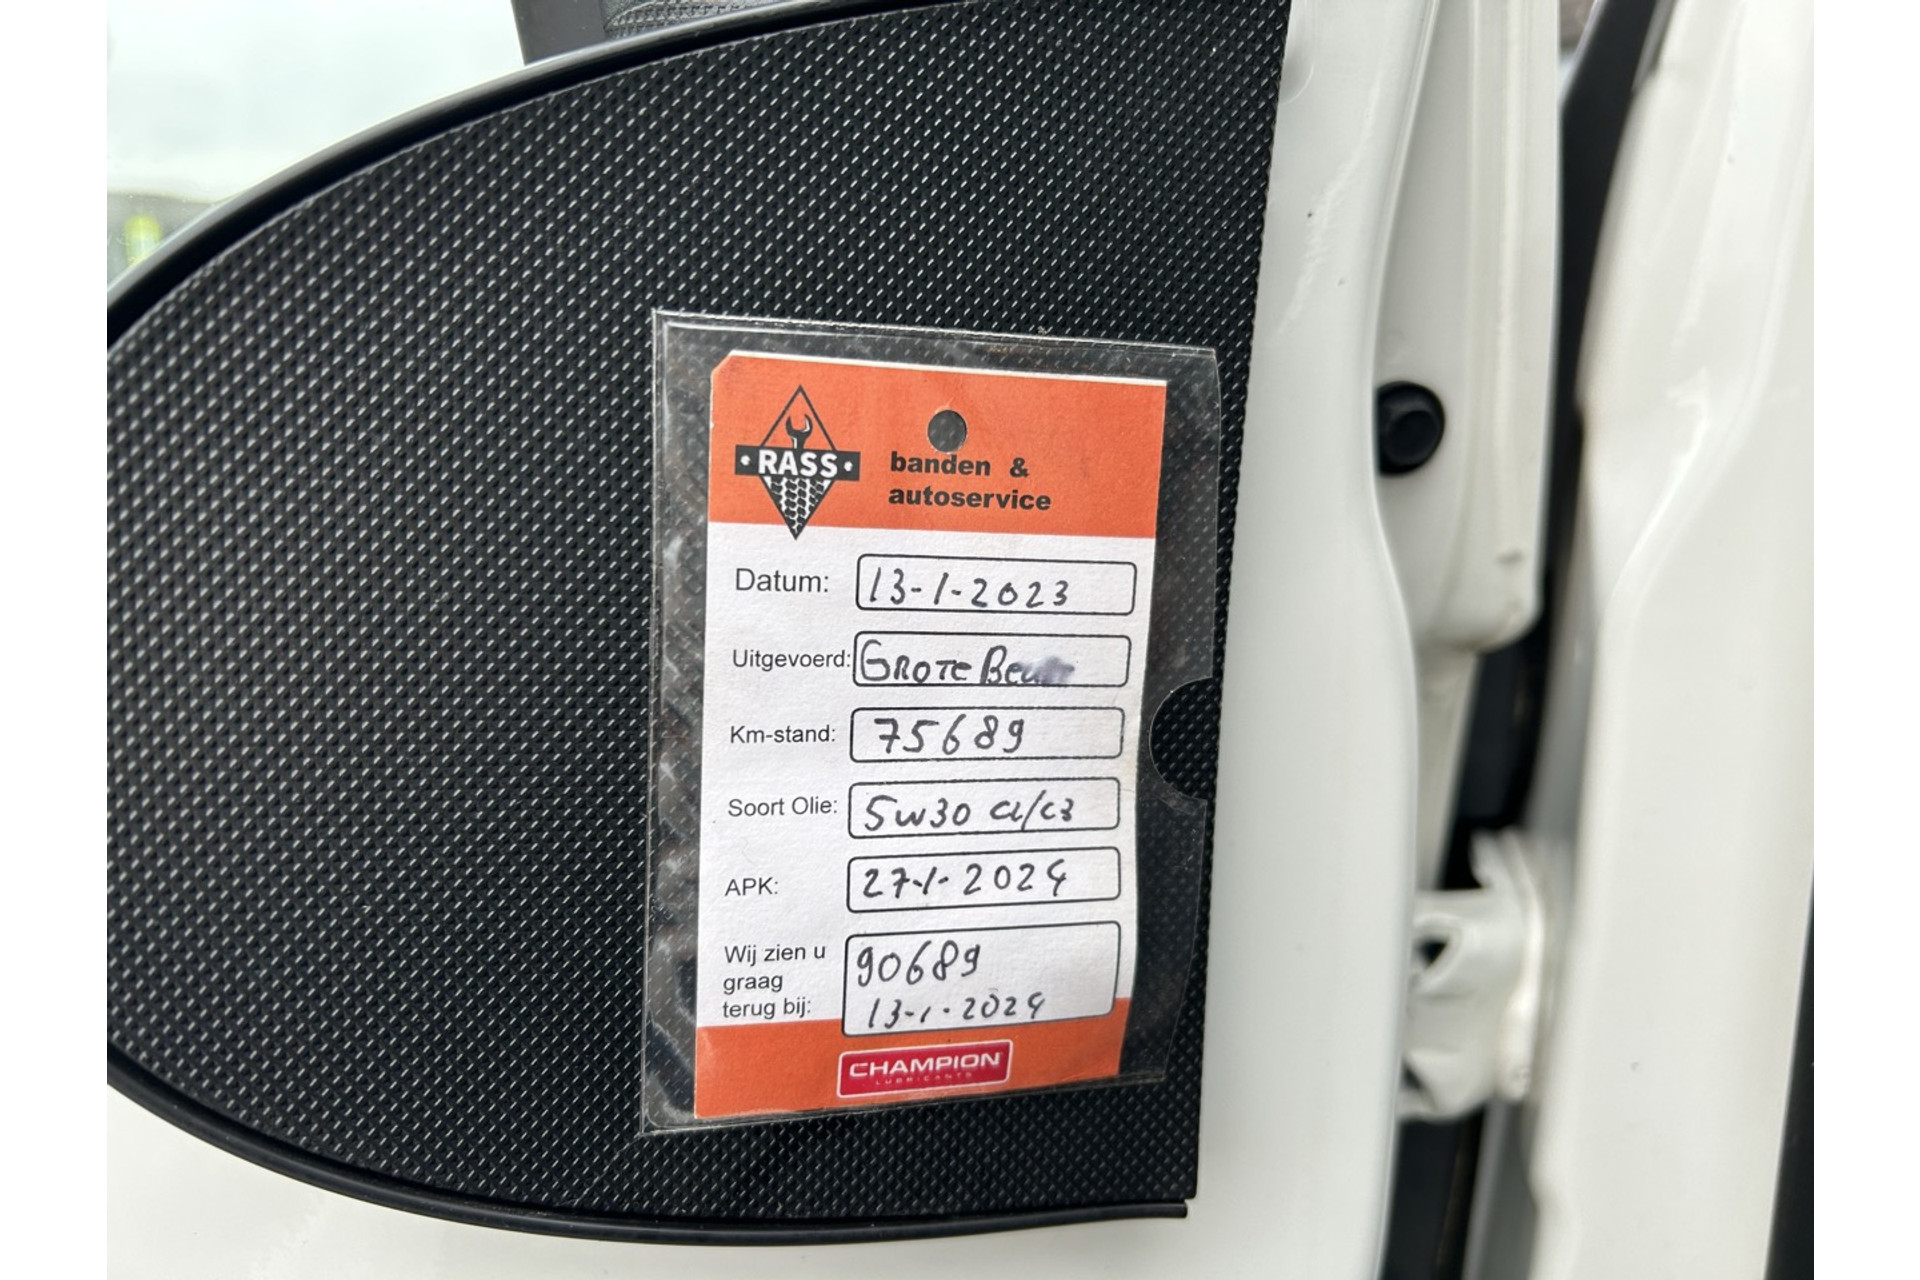 RASS
banden &
autoservice
Datum: 13-1-2023
Uitgevoerd: GROTE
Km-stand: 75689
Soort Olie: 5W30
APK: 27-1-2024
Wij zien u
graag
terug bij:
90689
13-1-2024
CHAMPION
LUBRICANTS